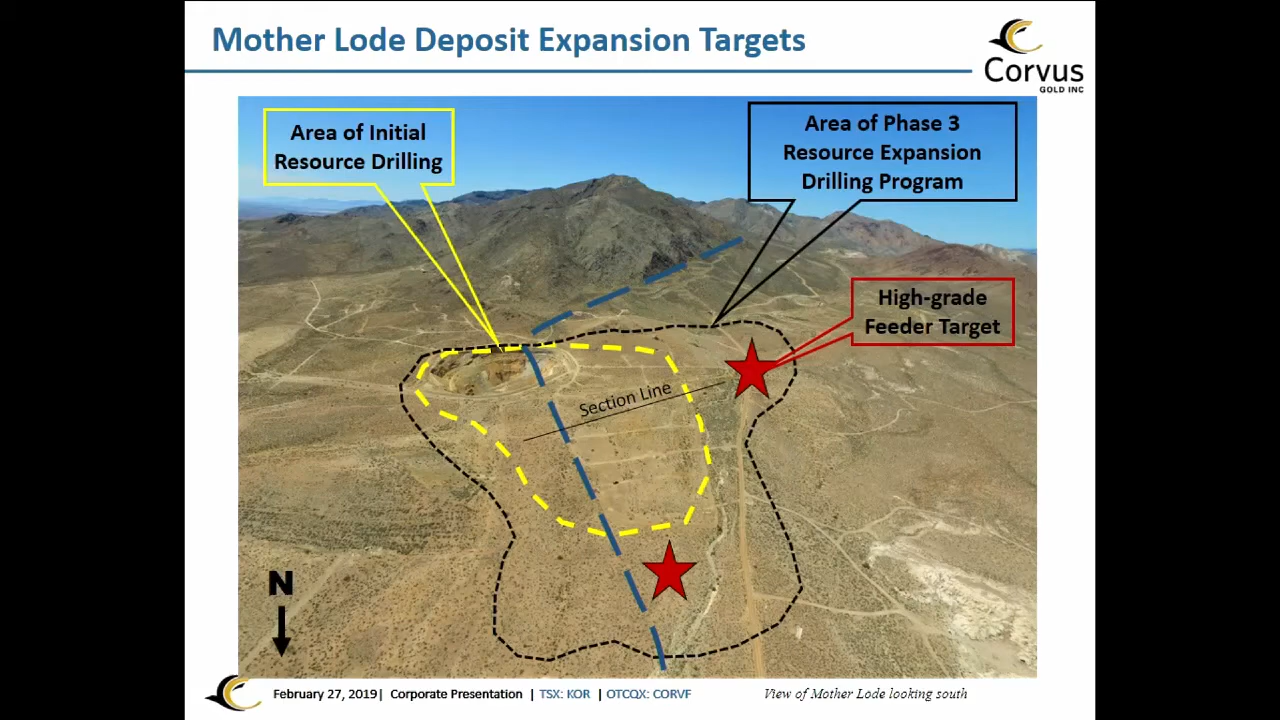 Mother Lode Deposit Expansion Targets
Corvus
GOLD INC
Area of Initial
Resource Drilling
Area of Phase 3
Resource Expansion
Drilling Program
High-grade
Feeder Target
Section Line
N
February 27, 2019| Corporate Presentation | TSX: KOR | OTCQX: CORVF
View of Mother Lode looking south